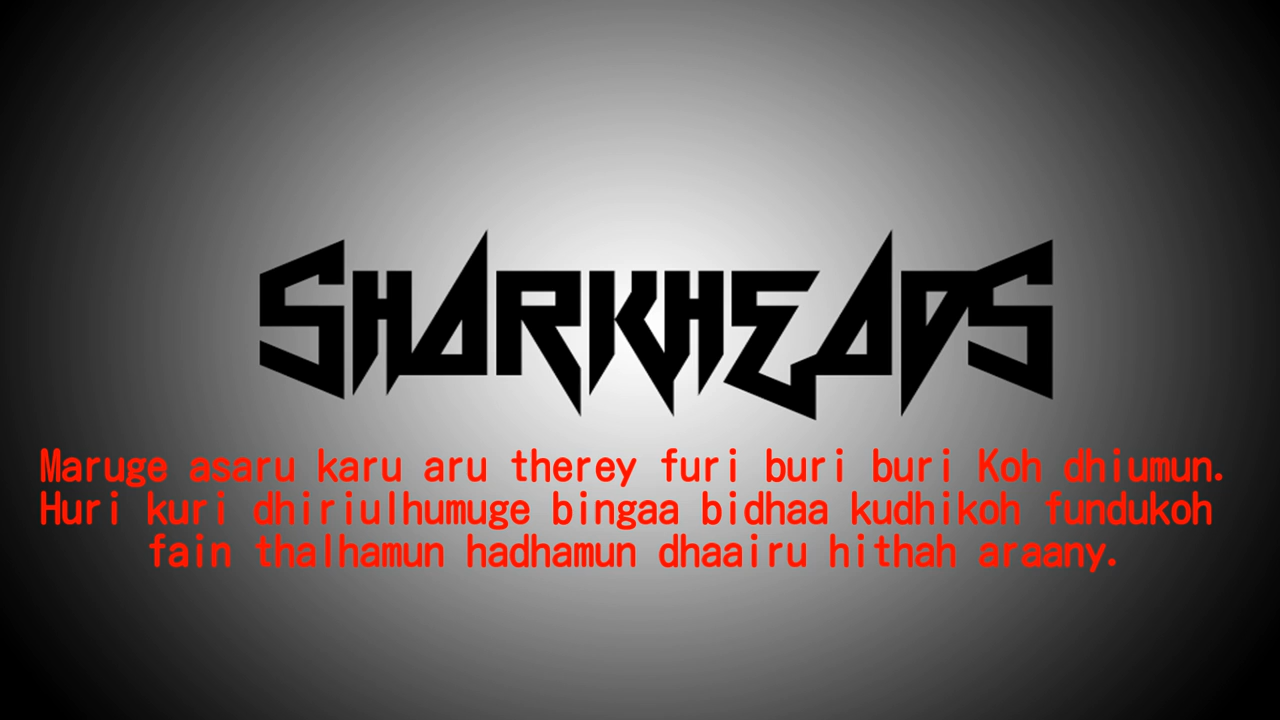 SHARKHEADS
Maruge asaru karu aru therey furi buri buri Koh dhiumun.
Huri kuri dhiriulhumuge bingaa bidhaa kudhikoh fundukoh
fain thalhamun hadhamun dhaairu hithah araany.